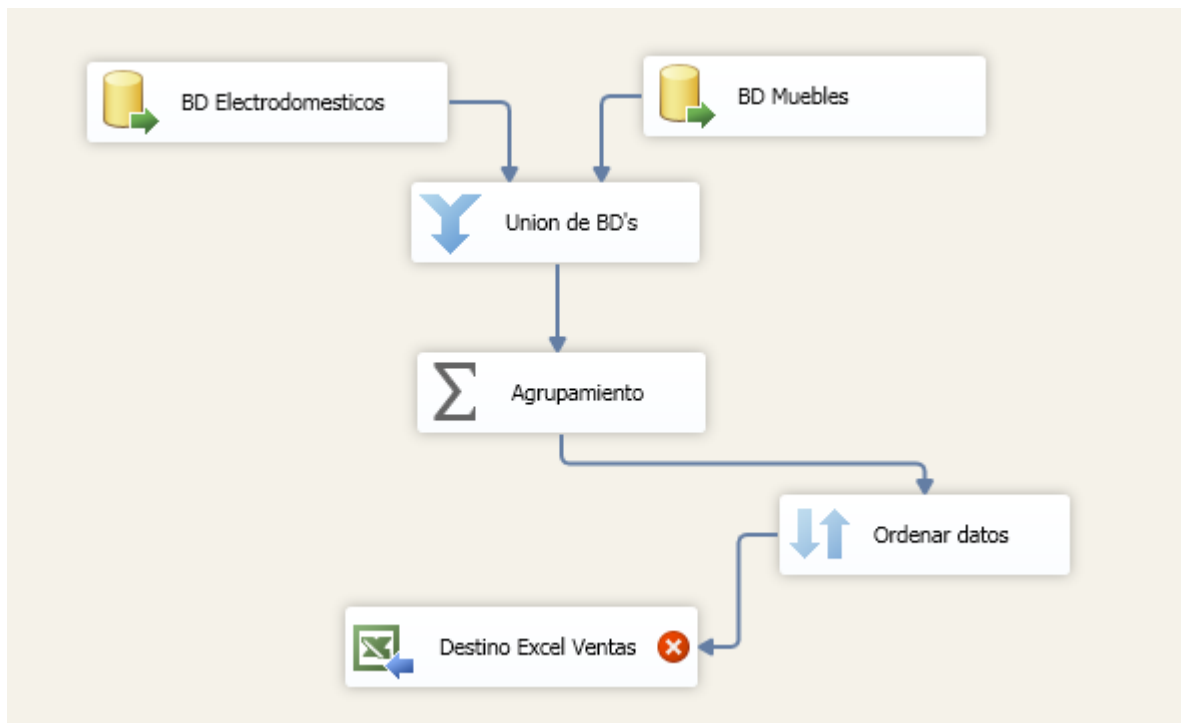 BD Electrodomesticos
BD Muebles
Union de BD's
Agrupamiento
Ordenar datos
Destino Excel Ventas